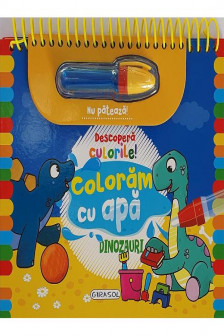 Nu pătează!
Descoperă
culorile!
Colorăm
cu apă
DINOZAURI
GIRASOL